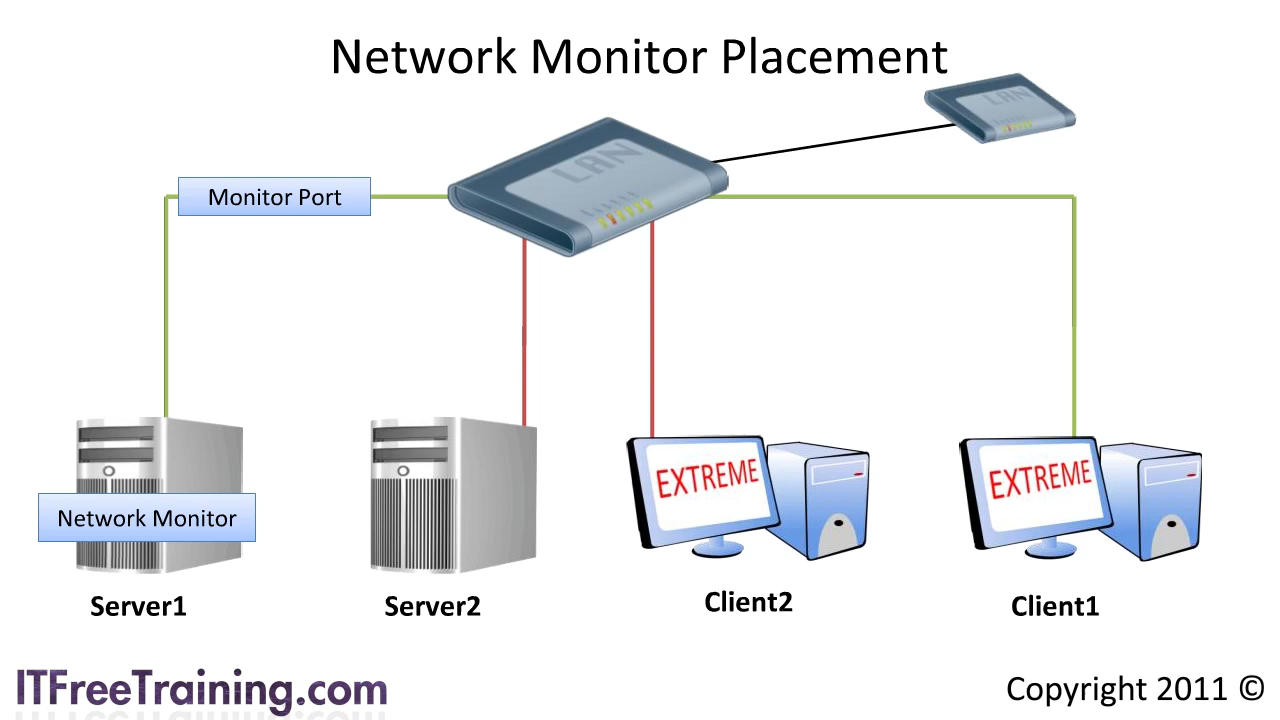 Network Monitor Placement
LAN
LAN
Monitor Port
EXTREME
EXTREME
Network Monitor
Server1
Server2
Client2
Client1
ITFreeTraining.com
Copyright 2011 ©